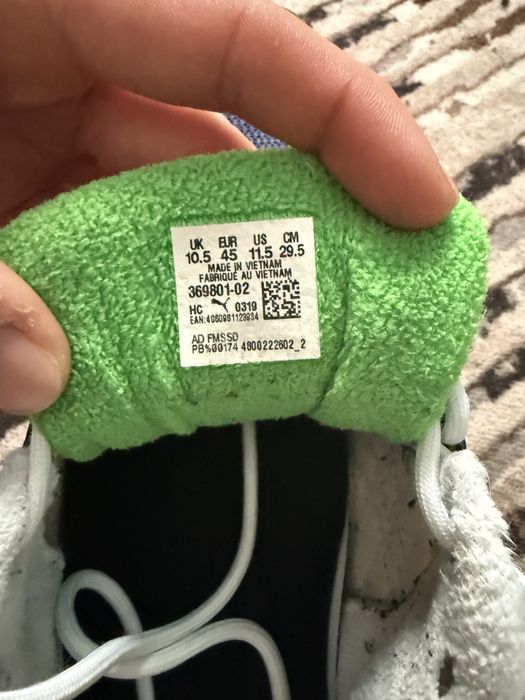 UK EUR US CM
10.5 45 11.5 29.5
MADE IN VIETNAM
FABRIQUE AU VIETNAM
369801-02
HC 0319
EAN:4060981123934
AD FMSSD
PB%00174 4800222602_2